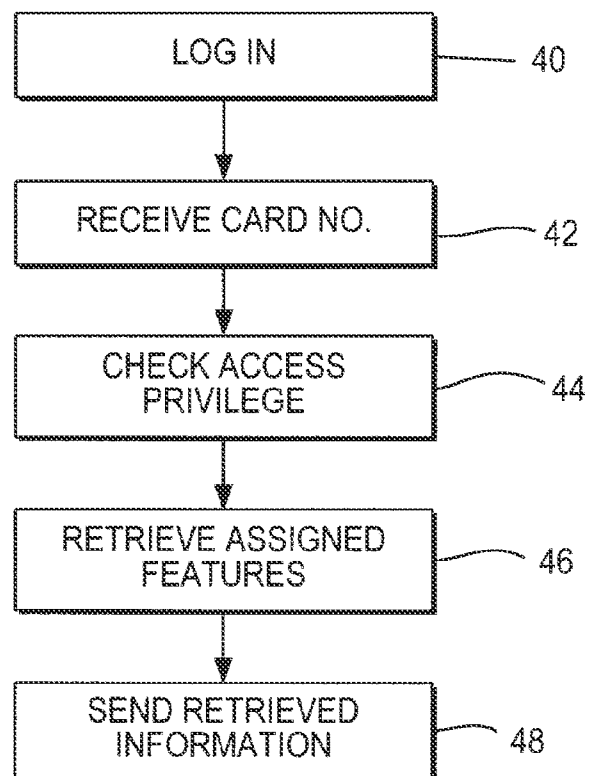 LOG IN
40
RECEIVE CARD NO.
42
CHECK ACCESS
PRIVILEGE
44
RETRIEVE ASSIGNED
FEATURES
46
SEND RETRIEVED
INFORMATION
48